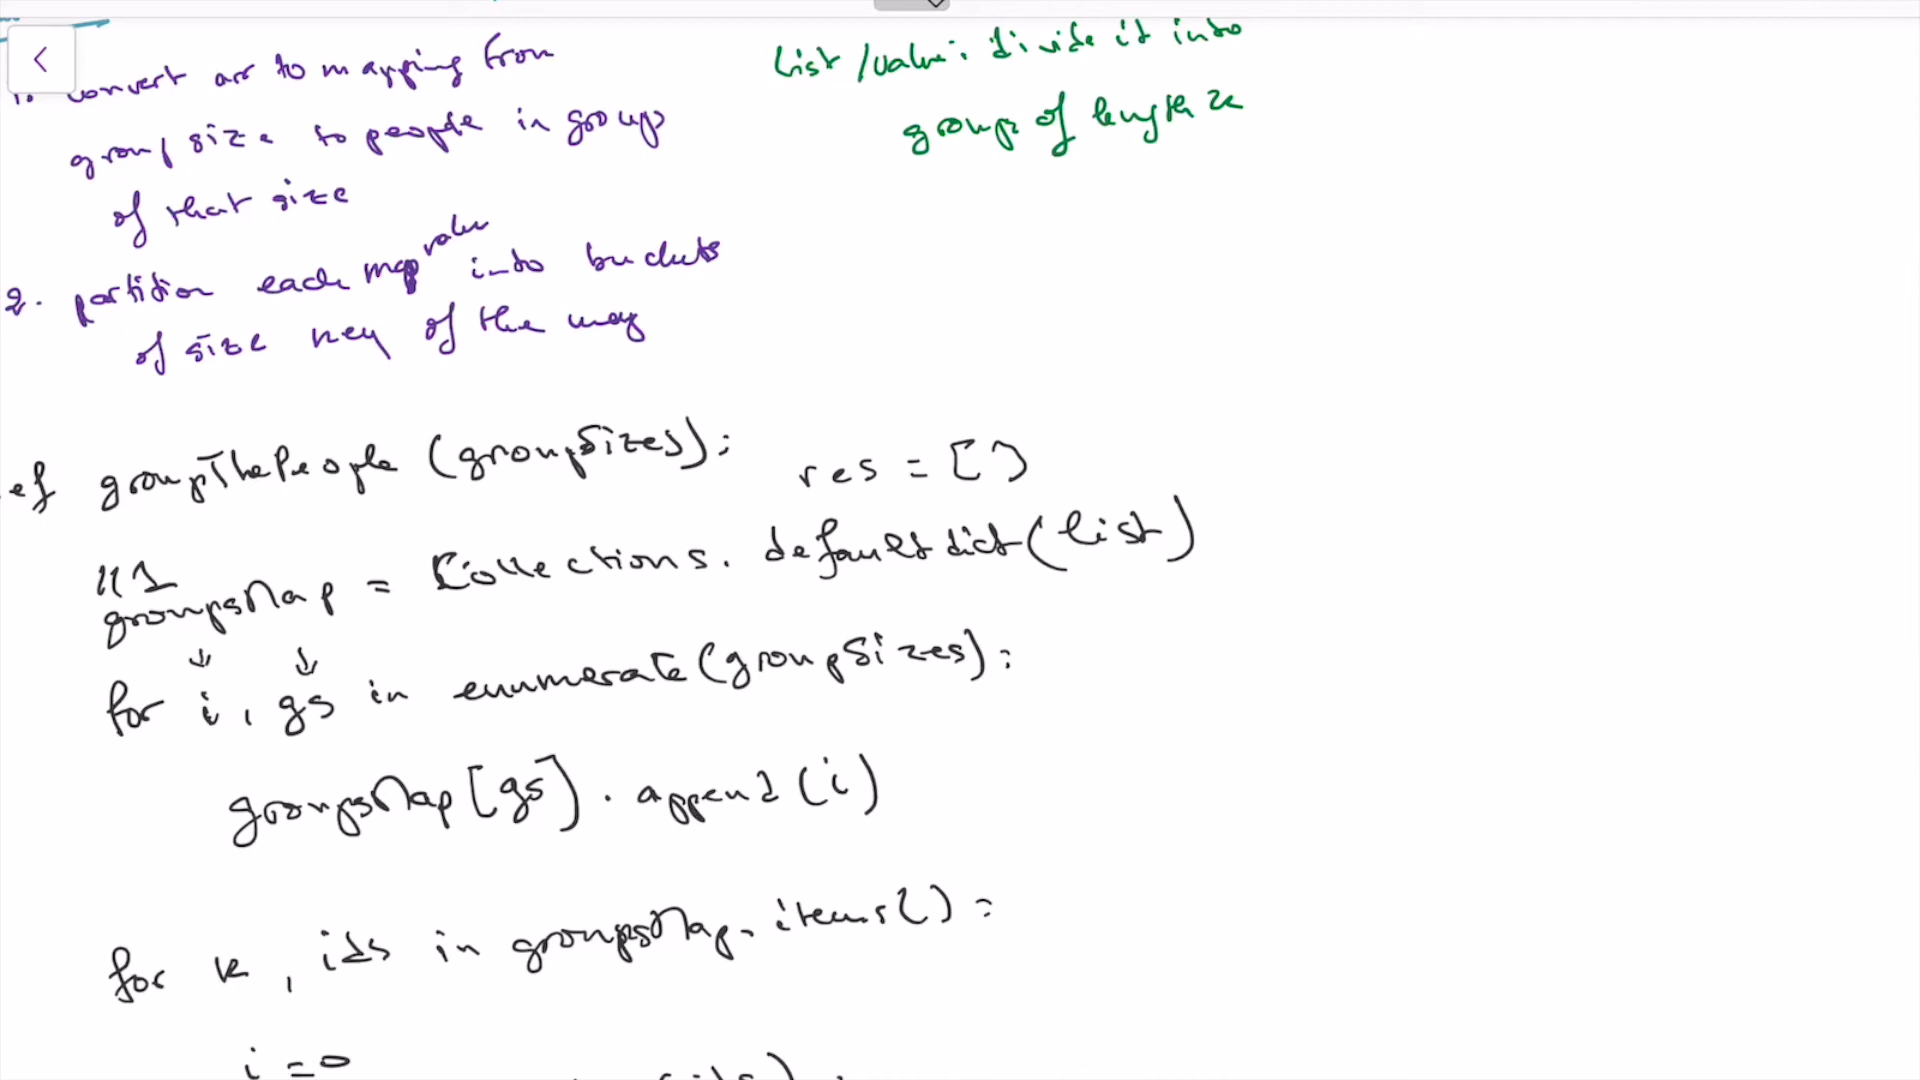 1. convert arr to mapping from
group size to people in group
of that size
2. partition each map value into buckets
of size key of the map
list/value: divide it into
group of length k
ef groupThePeople (groupSizes):
res = []
//1
groupsMap = Collections.defaultdict(list)
for i, gs in enumerate(groupSizes):
groupsMap[gs].append(i)
for k, ids in groupsMap.items():
i = 0